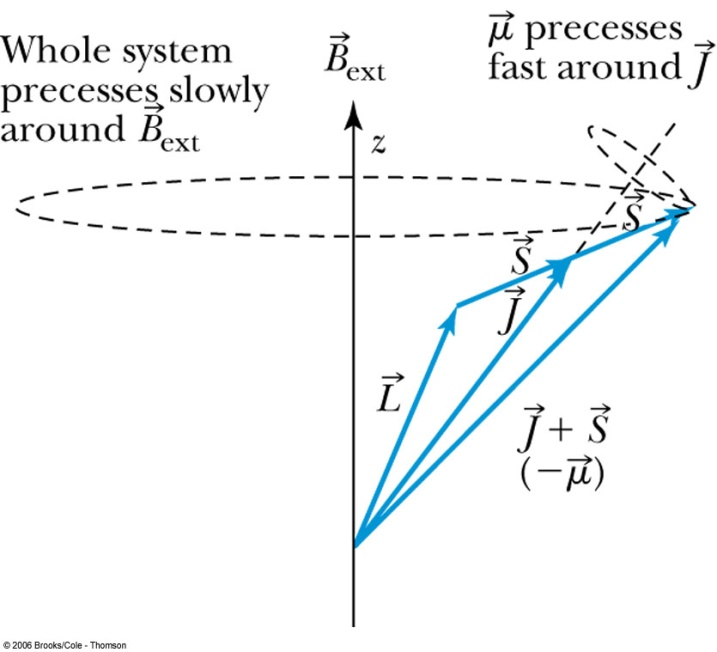 Whole system
precesses slowly
around B⃗ext
B⃗ext
μ⃗ precesses
fast around J⃗
z
S⃗
S⃗
J⃗
L⃗
J⃗ + S⃗
(−μ⃗)
© 2006 Brooks/Cole - Thomson